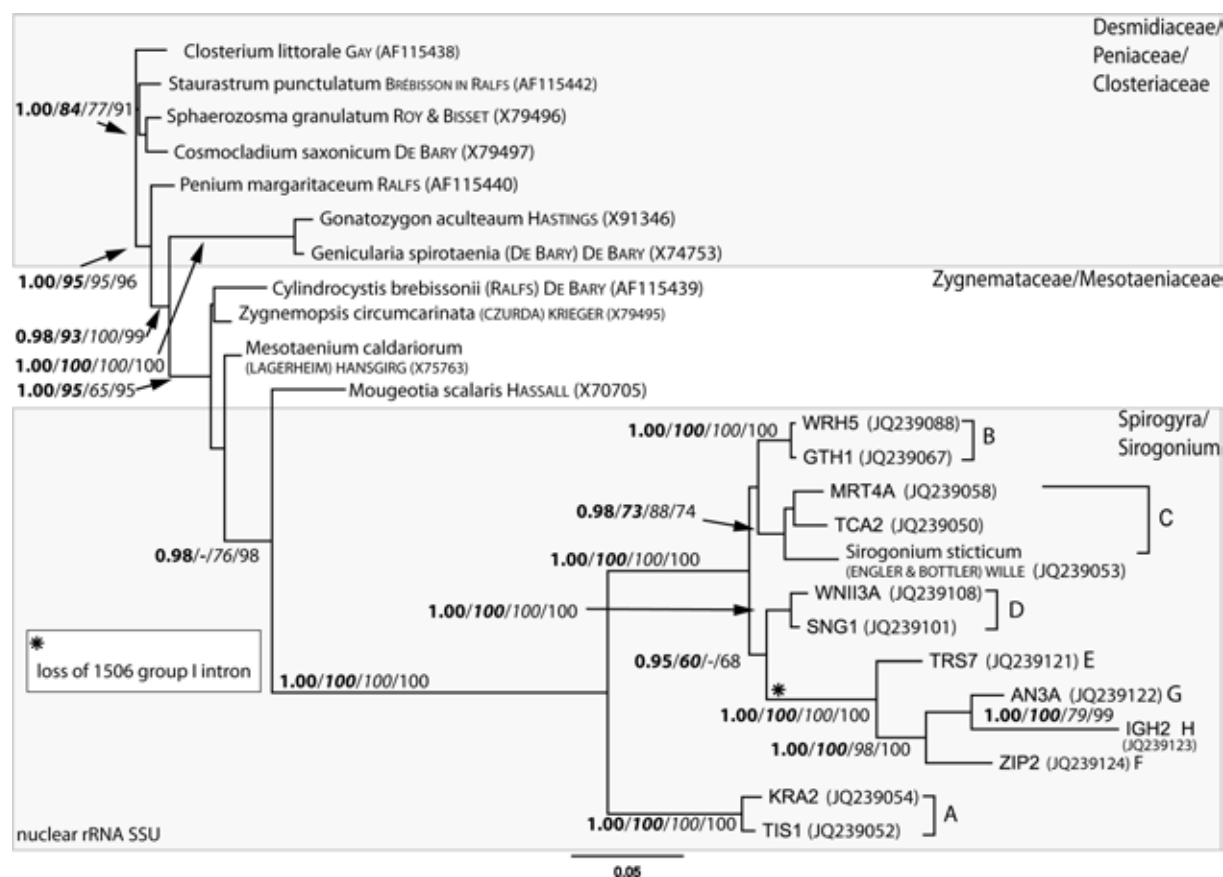 Desmidiaceae/
Peniaceae/
Closteriaceae
Closterium littorale GAY (AF115438)
Staurastrum punctulatum BRÉBISSON IN RALFS (AF115442)
1.00/84/77/91
Sphaerozosma granulatum ROY & BISSET (X79496)
Cosmocladium saxonicum DE BARY (X79497)
Penium margaritaceum RALFS (AF115440)
Gonatozygon aculteaum HASTINGS (X91346)
Genicularia spirotaenia (DE BARY) DE BARY (X74753)
1.00/95/95/96
Zygnemataceae/Mesotaeniaceae
Cylindrocystis brebissonii (RALFS) DE BARY (AF115439)
Zygnemopsis circumcarinata (CZURDA) KRIEGER (X79495)
0.98/93/100/99
Mesotaenium caldariorum
(LAGERHEIM) HANSGIRG (X75763)
1.00/100/100/100
1.00/95/65/95
Mougeotia scalaris HASSALL (X70705)
Spirogyra/
Sirogonium
WRH5 (JQ239088)
1.00/100/100/100
B
GTH1 (JQ239067)
MRT4A (JQ239058)
0.98/73/88/74
C
TCA2 (JQ239050)
0.98/-/76/98
Sirogonium sticticum
(ENGLER & BOTTLER) WILLE (JQ239053)
1.00/100/100/100
WNII3A (JQ239108)
1.00/100/100/100
D
SNG1 (JQ239101)
*
loss of 1506 group I intron
0.95/60/-/68
TRS7 (JQ239121) E
1.00/100/100/100
*
AN3A (JQ239122) G
1.00/100/79/99
1.00/100/100/100
IGH2 H
(JQ239123)
1.00/100/98/100
ZIP2 (JQ239124) F
KRA2 (JQ239054)
A
1.00/100/100/100
TIS1 (JQ239052)
nuclear rRNA SSU
0.05